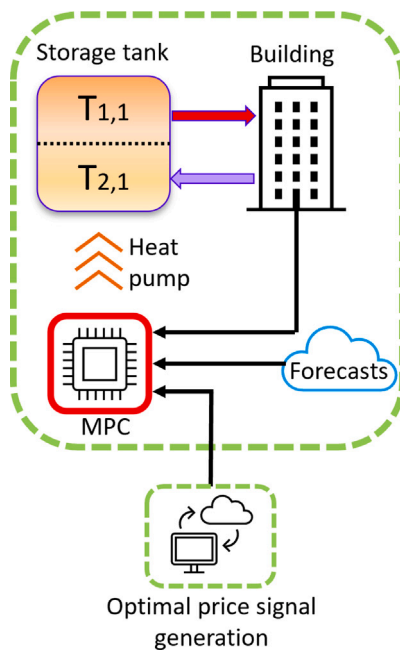 Storage tank
Building
T1,1
T2,1
Heat
pump
Forecasts
MPC
Optimal price signal
generation